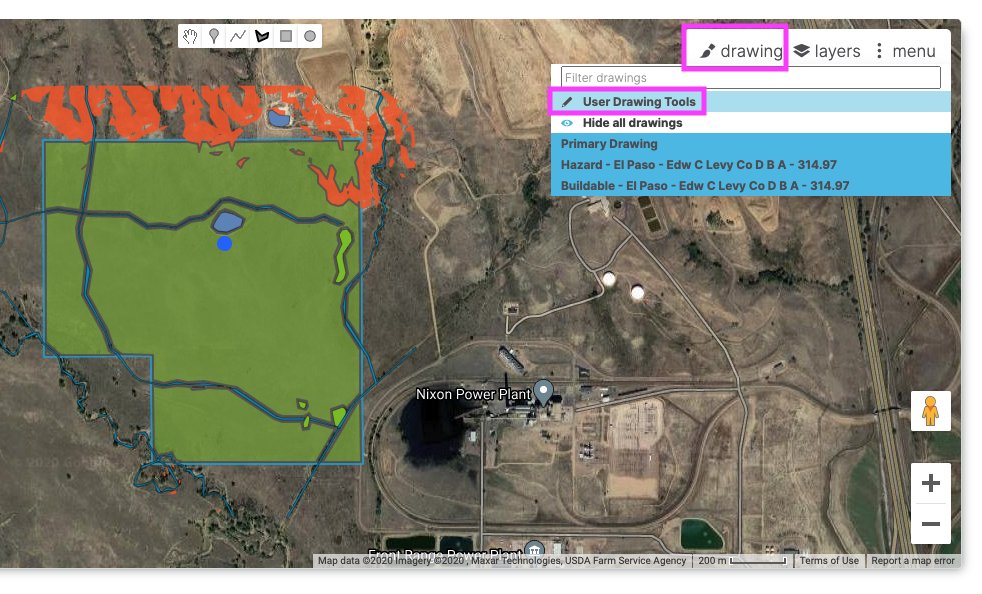 drawing layers menu
Filter drawings
User Drawing Tools
Hide all drawings
Primary Drawing
Hazard - El Paso - Edw C Levy Co D B A - 314.97
Buildable - El Paso - Edw C Levy Co D B A - 314.97
Nixon Power Plant
Front Range Power Plant
Map data ©2020 Imagery ©2020 , Maxar Technologies, USDA Farm Service Agency 200 m Terms of Use Report a map error